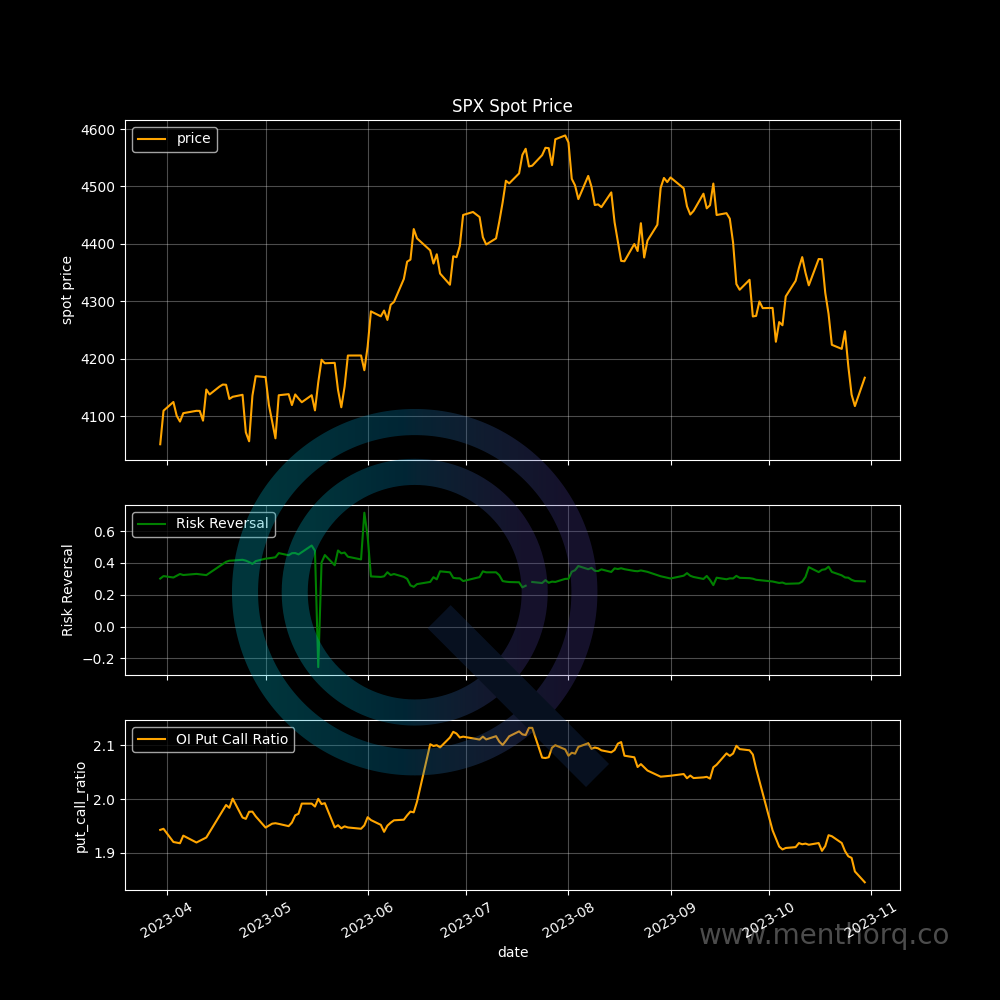 SPX Spot Price
price
4600
4500
4400
4300
4200
4100
spot price
Risk Reversal
0.6
0.4
0.2
0.0
−0.2
Risk Reversal
OI Put Call Ratio
2.1
2.0
1.9
put_call_ratio
2023-04
2023-05
2023-06
2023-07
2023-08
2023-09
2023-10
2023-11
www.menthorq.co
date